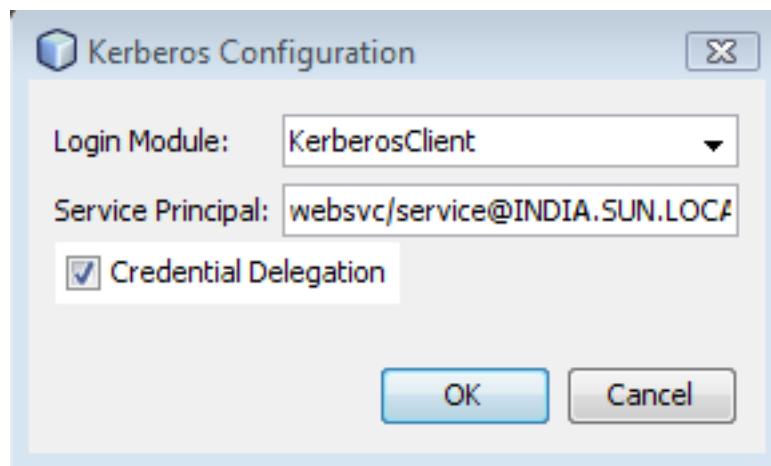 Kerberos Configuration
Login Module: KerberosClient
Service Principal: websvc/service@INDIA.SUN.LOCA
Credential Delegation
OK Cancel